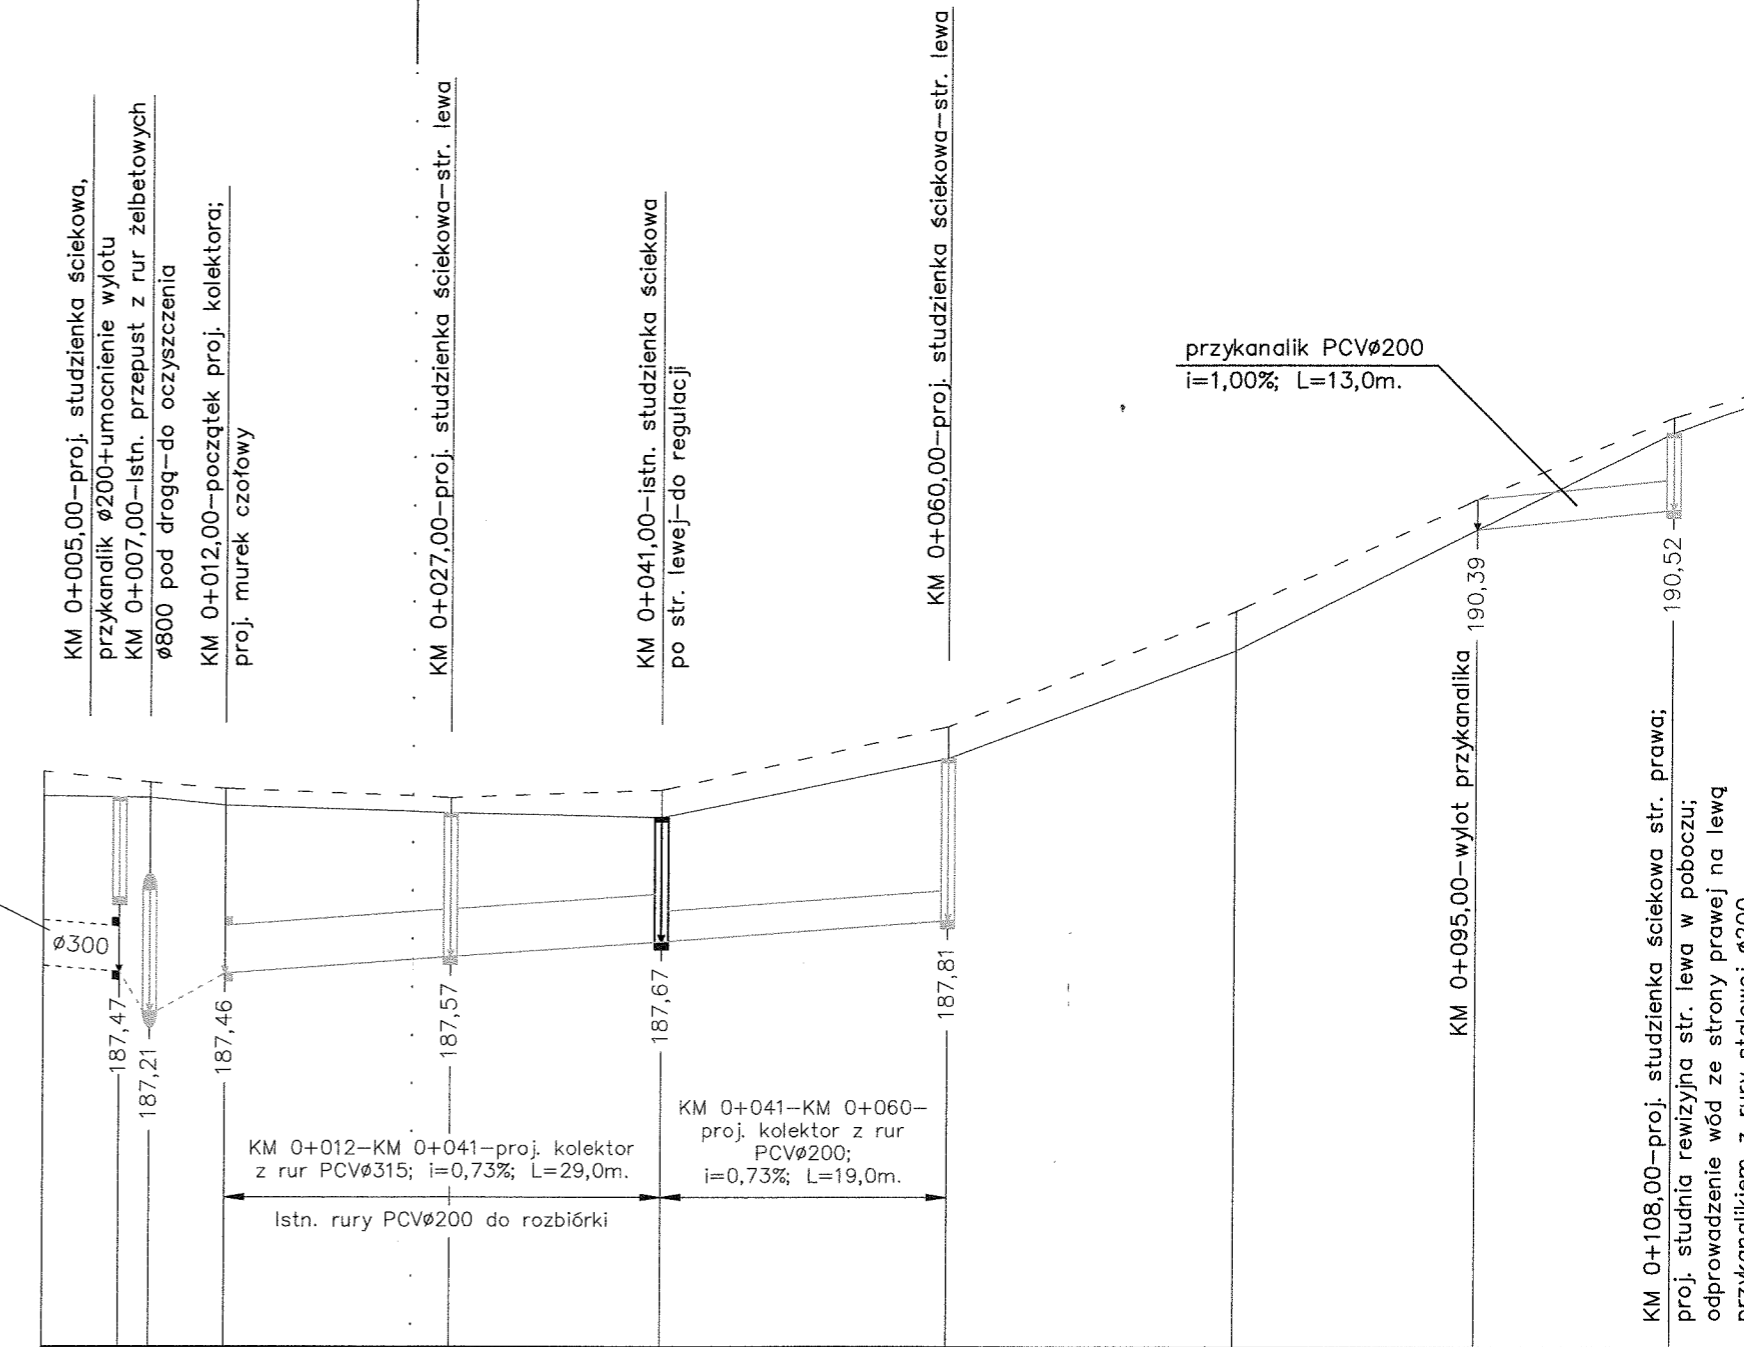 KM 0+005,00-proj. studzienka ściekowa,
przykanalik ø200+umocnienie wylotu
KM 0+007,00-Istn. przepust z rur żelbetowych
ø800 pod drogą-do oczyszczenia
KM 0+012,00-początek proj. kolektora;
proj. murek czołowy
KM 0+027,00-proj. studzienka ściekowa-str. lewa
KM 0+041,00-istn. studzienka ściekowa
po str. lewej-do regulacji
KM 0+060,00-proj. studzienka ściekowa-str. lewa
przykanalik PCVø200
i=1,00%; L=13,0m.
ø300
187,47
187,21
187,46
187,57
187,67
187,81
190,39
190,52
KM 0+012-KM 0+041-proj. kolektor
z rur PCVø315; i=0,73%; L=29,0m.
Istn. rury PCVø200 do rozbiórki
KM 0+041-KM 0+060-
proj. kolektor z rur
PCVø200;
i=0,73%; L=19,0m.
KM 0+095,00-wylot przykanalika
KM 0+108,00-proj. studzienka ściekowa str. prawa;
proj. studnia rewizyjna str. lewa w poboczu;
odprowadzenie wód ze strony prawej na lewą
przykanalikiem z rury stalowej ø200